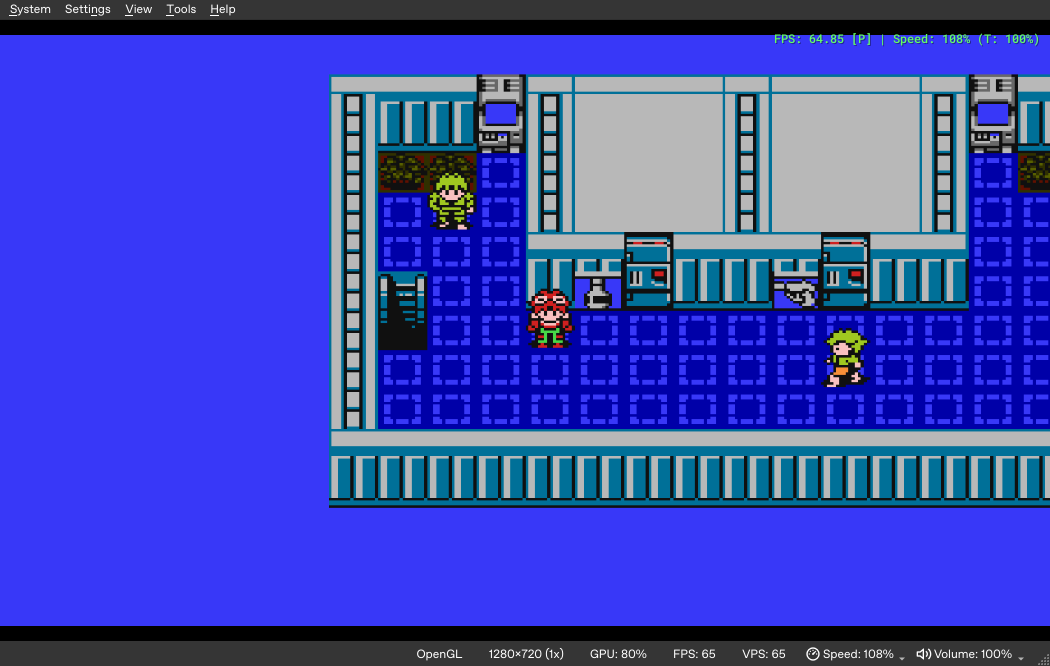 System Settings View Tools Help
FPS: 64.85 [P] | Speed: 108% (T: 100%)
OpenGL 1280×720 (1x) GPU: 80% FPS: 65 VPS: 65 Speed: 108% Volume: 100%